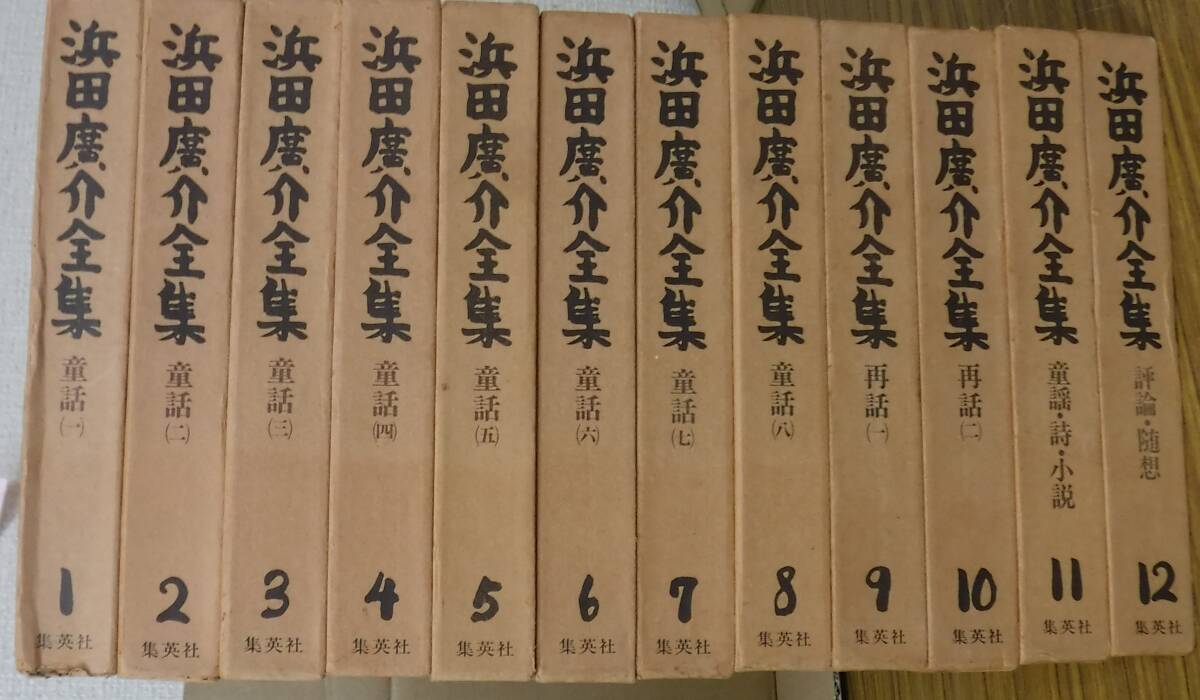 浜田廣介全集
童話(一)
1
集英社
浜田廣介全集
童話(二)
2
集英社
浜田廣介全集
童話(三)
3
集英社
浜田廣介全集
童話(四)
4
集英社
浜田廣介全集
童話(五)
5
集英社
浜田廣介全集
童話(六)
6
集英社
浜田廣介全集
童話(七)
7
集英社
浜田廣介全集
童話(八)
8
集英社
浜田廣介全集
再話(一)
9
集英社
浜田廣介全集
再話(二)
10
集英社
浜田廣介全集
童謡・詩・小説
11
集英社
浜田廣介全集
評論・随想
12
集英社